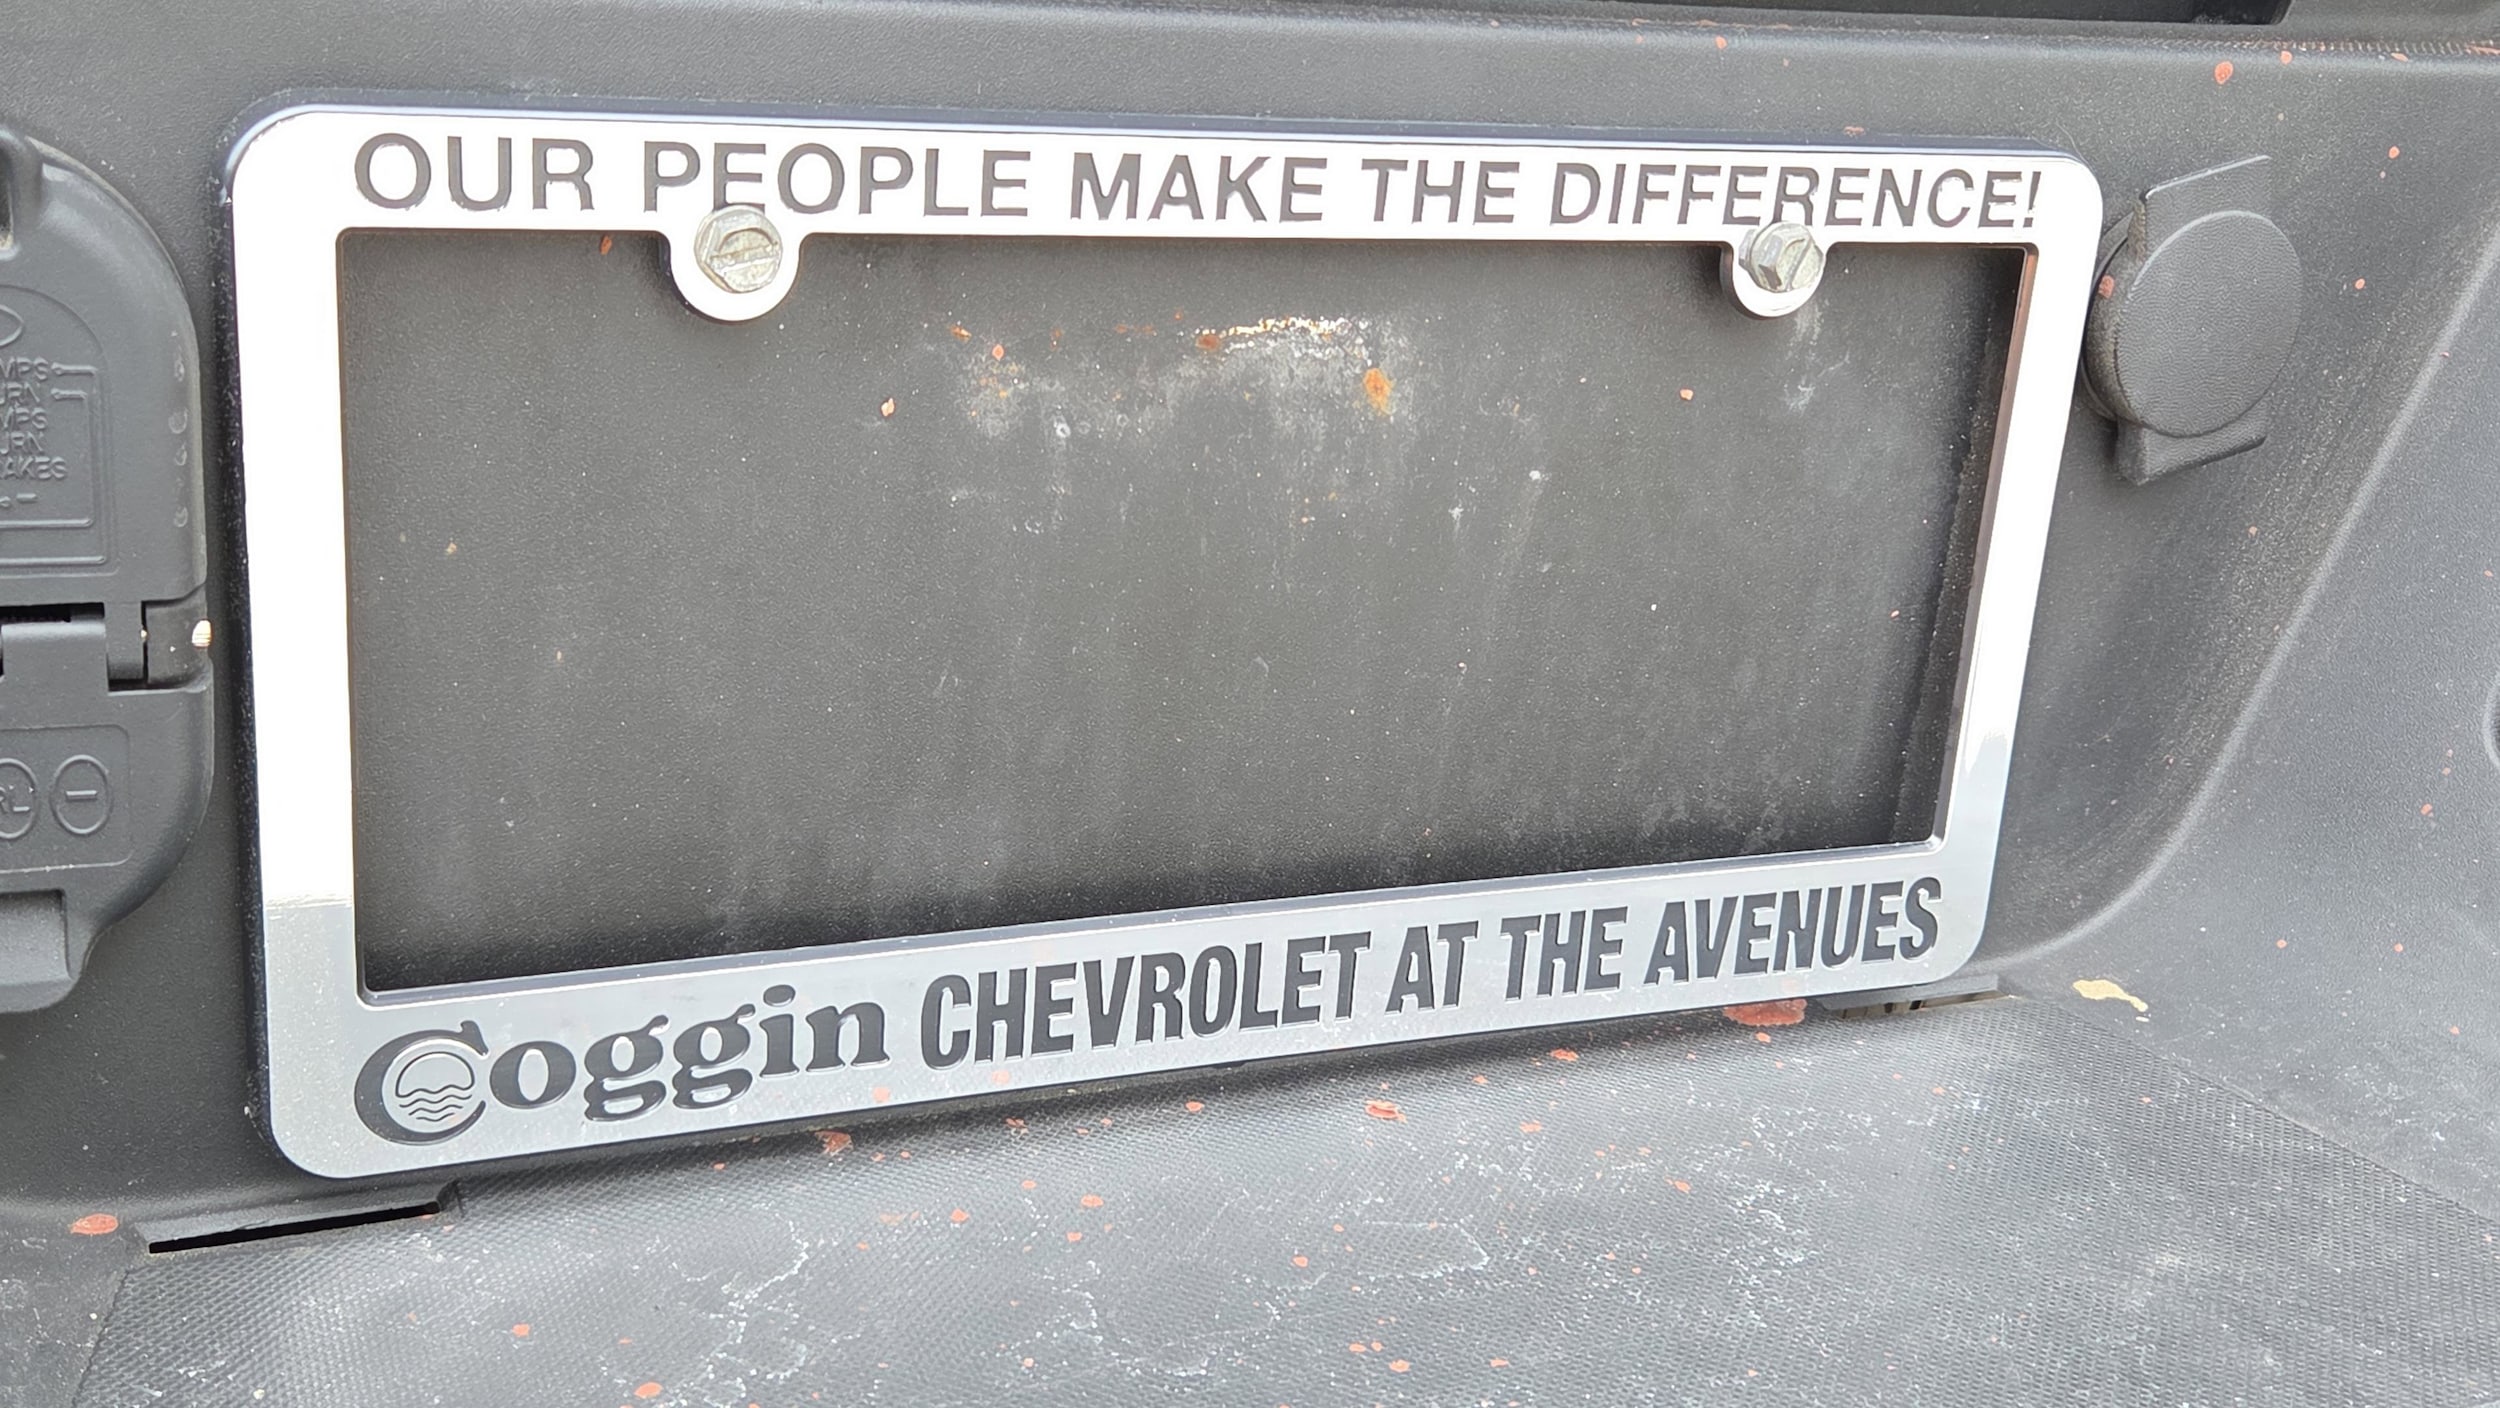 OUR PEOPLE MAKE THE DIFFERENCE!
Coggin CHEVROLET AT THE AVENUES